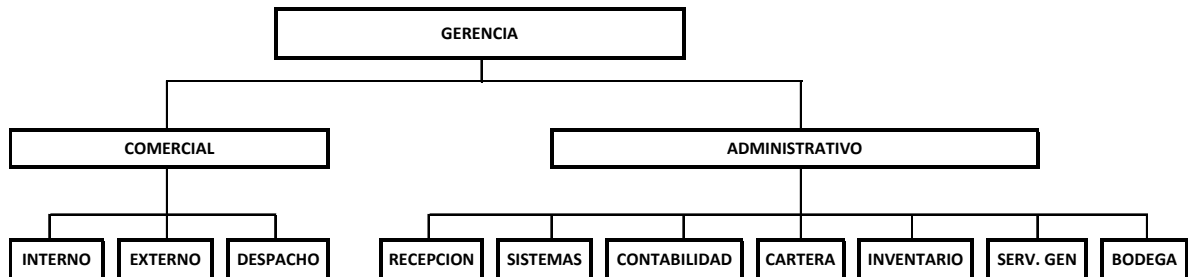 GERENCIA
COMERCIAL
ADMINISTRATIVO
INTERNO
EXTERNO
DESPACHO
RECEPCION
SISTEMAS
CONTABILIDAD
CARTERA
INVENTARIO
SERV. GEN
BODEGA